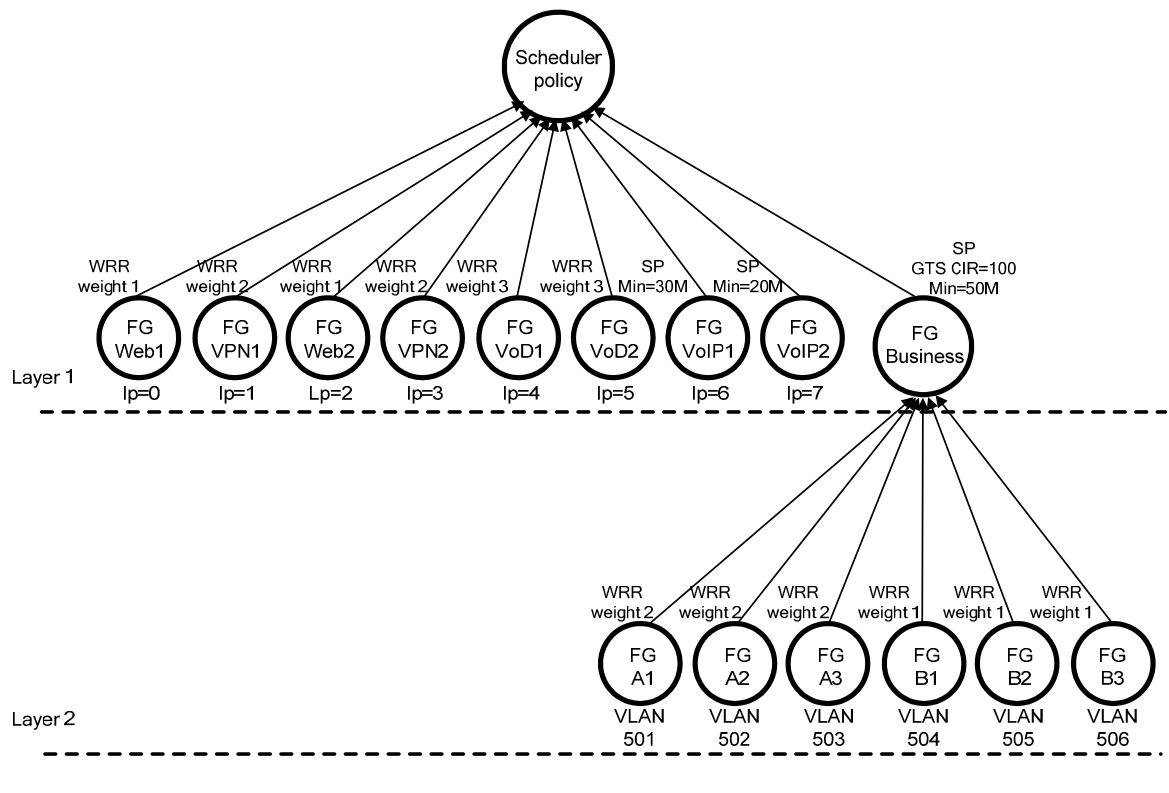 Scheduler
policy
SP
GTS CIR=100
Min=50M
WRR
weight 1
WRR
weight 2
WRR
weight 1
WRR
weight 2
WRR
weight 3
WRR
weight 3
SP
Min=30M
SP
Min=20M
FG
Web1
FG
VPN1
FG
Web2
FG
VPN2
FG
VoD1
FG
VoD2
FG
VoIP1
FG
VoIP2
FG
Business
Layer 1
lp=0
lp=1
Lp=2
lp=3
lp=4
lp=5
lp=6
lp=7
WRR
weight 2
WRR
weight 2
WRR
weight 2
WRR
weight 1
WRR
weight 1
WRR
weight 1
FG
A1
FG
A2
FG
A3
FG
B1
FG
B2
FG
B3
Layer 2
VLAN
501
VLAN
502
VLAN
503
VLAN
504
VLAN
505
VLAN
506